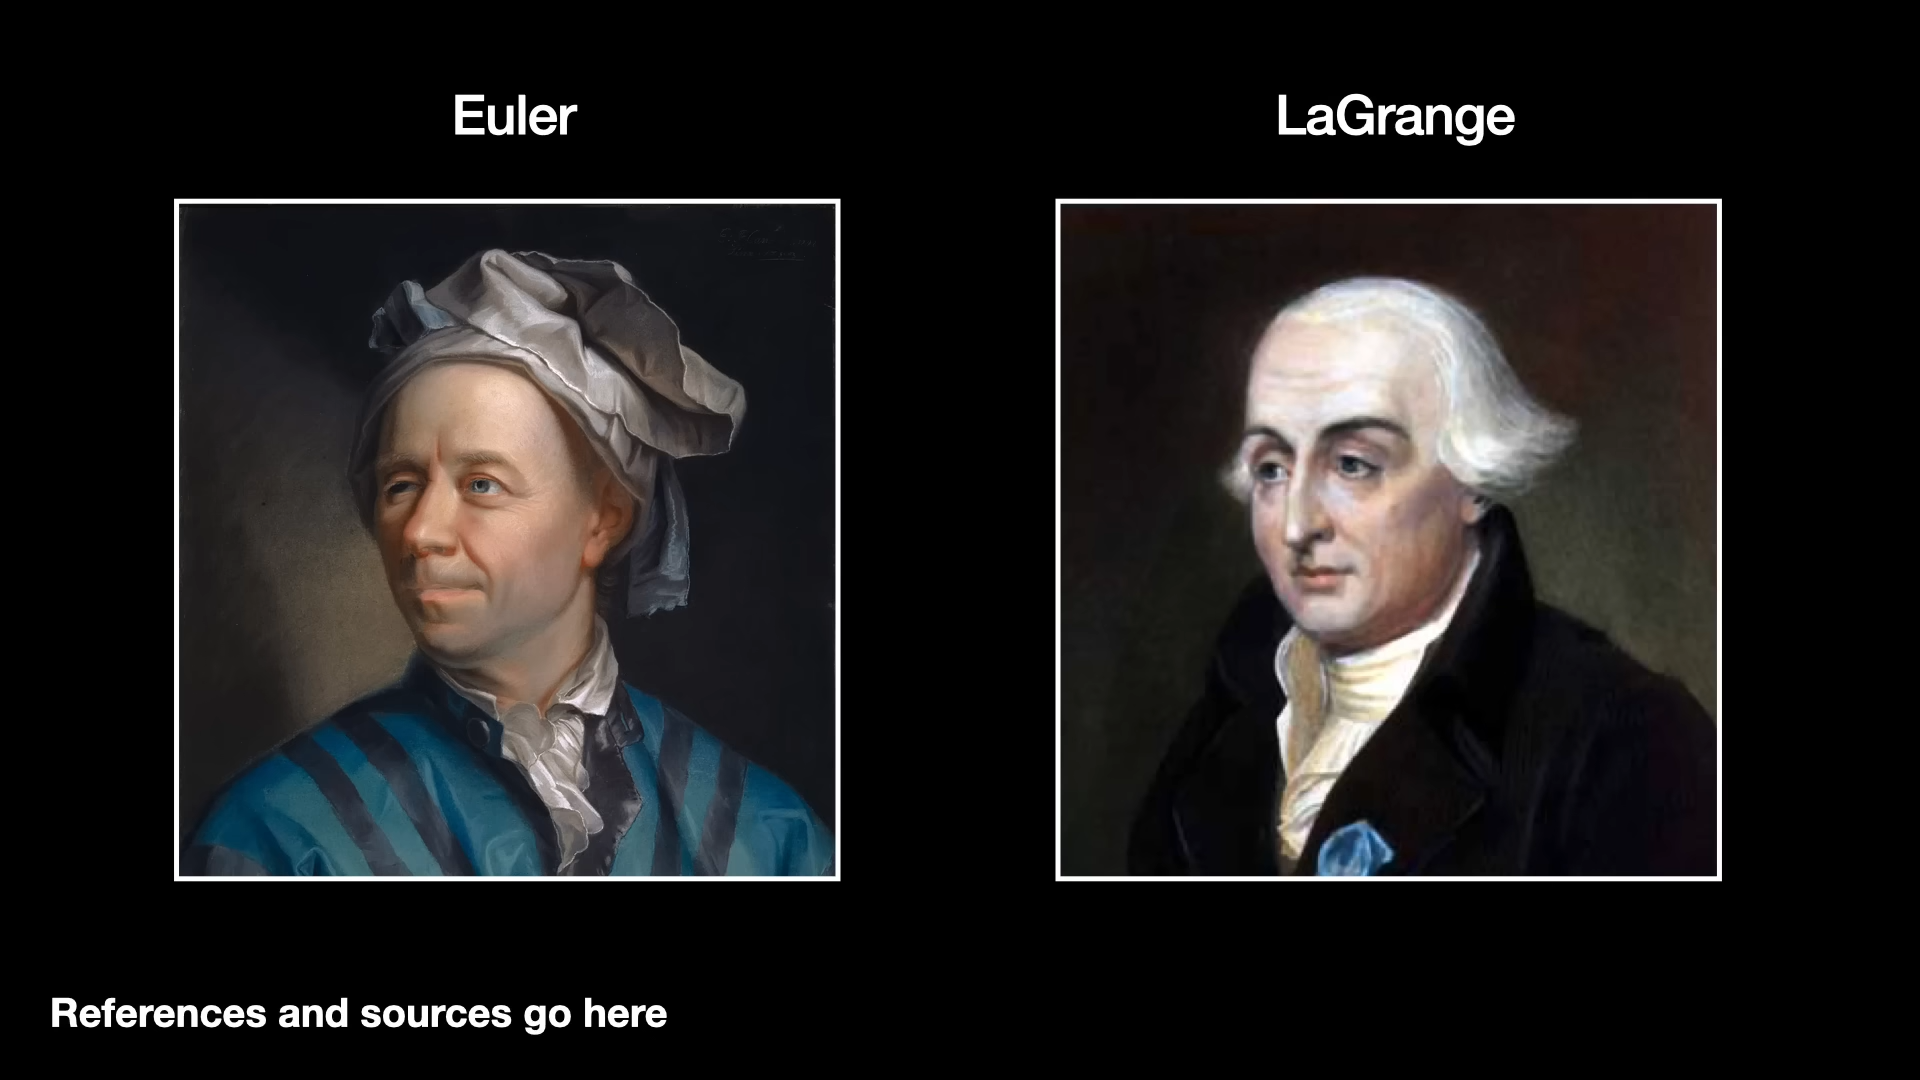 Euler
LaGrange
References and sources go here